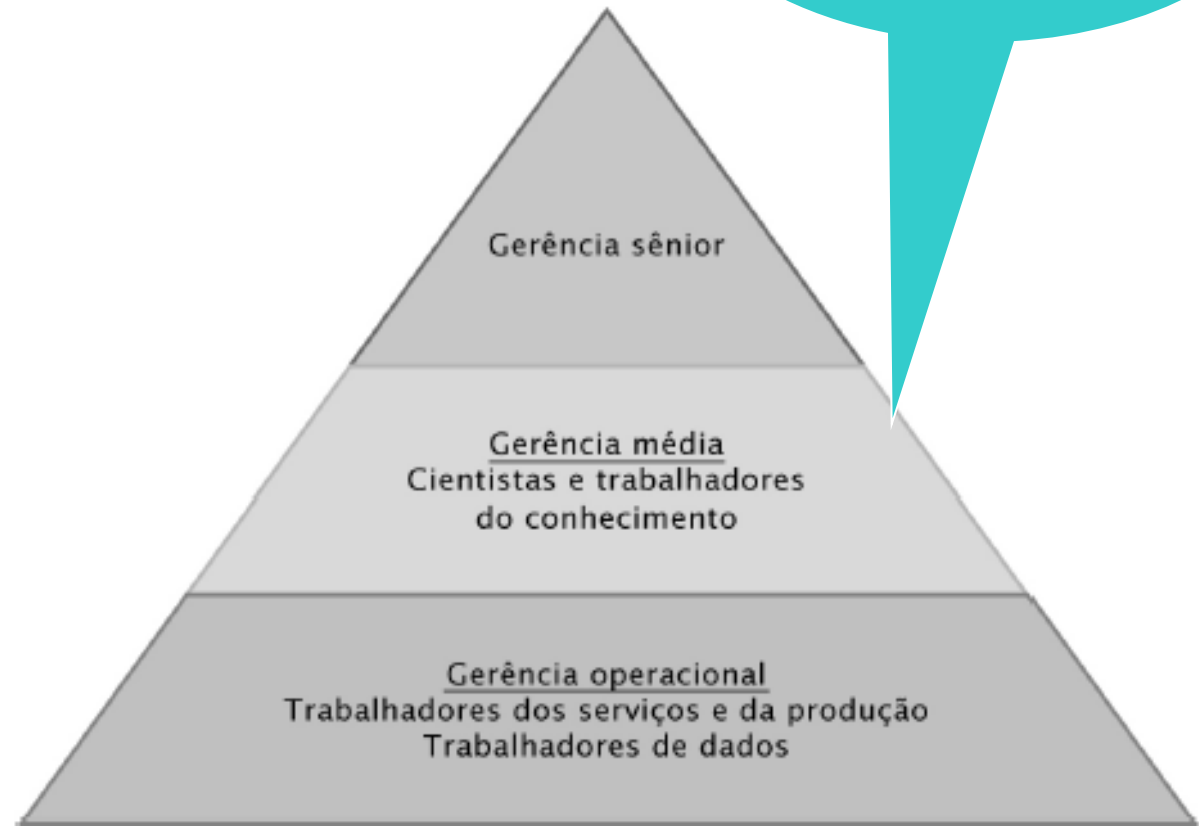 Gerência sênior
Gerência média
Cientistas e trabalhadores
do conhecimento
Gerência operacional
Trabalhadores dos serviços e da produção
Trabalhadores de dados